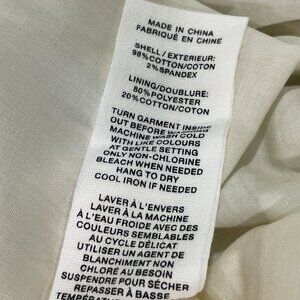 MADE IN CHINA
FABRIQUÉ EN CHINE
SHELL / EXTERIEUR:
98% COTTON/COTON
2% SPANDEX
LINING/DOUBLURE:
80% POLYESTER
20% COTTON/COTON
TURN GARMENT INSIDE
OUT BEFORE WASHING
MACHINE WASH COLD
WITH LIKE COLOURS
AT GENTLE SETTING
ONLY NON-CHLORINE
BLEACH WHEN NEEDED
HANG TO DRY
COOL IRON IF NEEDED
LAVER À L'ENVERS
LAVER À LA MACHINE
À L'EAU FROIDE AVEC DES
COULEURS SEMBLABLES
AU CYCLE DÉLICAT
UTILISER UN AGENT DE
BLANCHIMENT NON
CHLORÉ AU BESOIN
SUSPENDRE POUR SÉCHER
REPASSER À BASSE